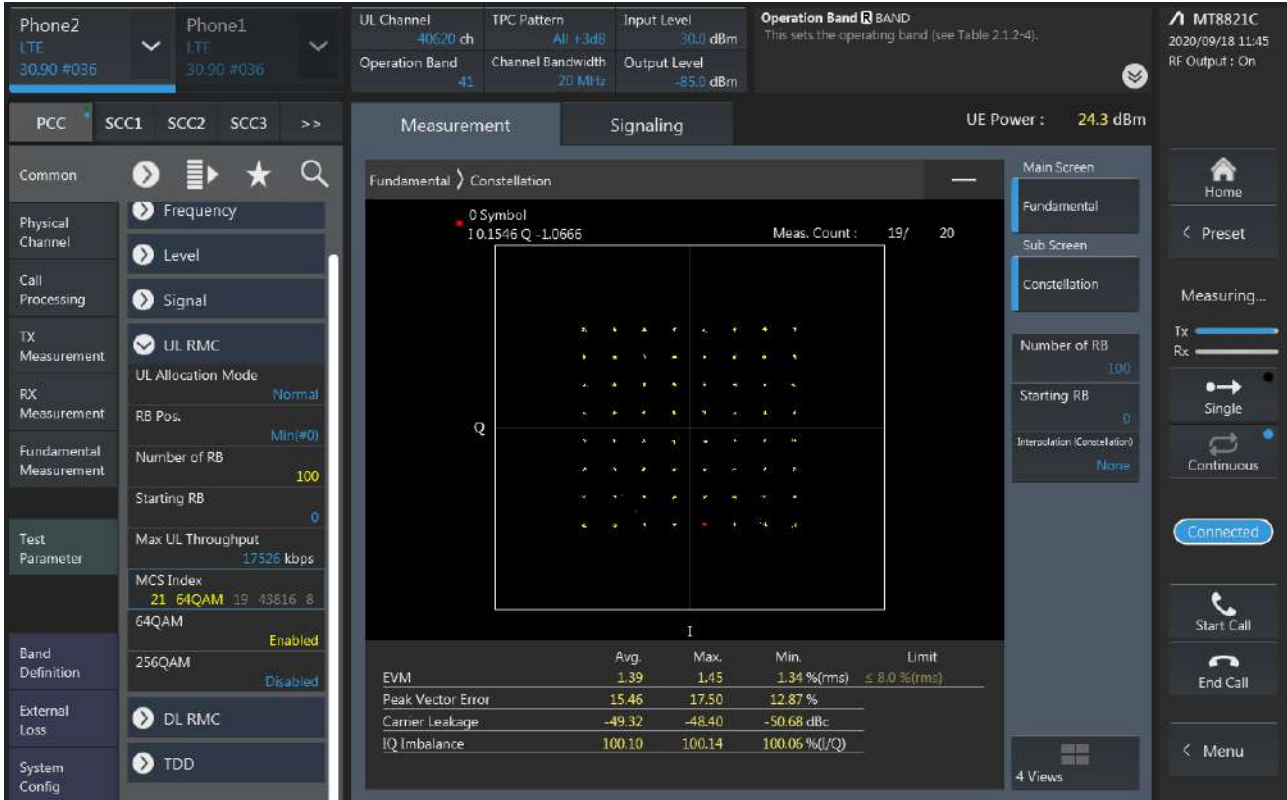 Phone2
LTE
30.90 #036
Phone1
LTE
30.90 #036
UL Channel
40620 ch
TPC Pattern
All +3dB
Input Level
30.0 dBm
Operation Band
41
Channel Bandwidth
20 MHz
Output Level
-85.0 dBm
Operation Band R BAND
This sets the operating band (see Table 2.1.2-4).
MT8821C
2020/09/18 11:45
RF Output : On
PCC SCC1 SCC2 SCC3 >>
Measurement Signaling
UE Power : 24.3 dBm
Common
Physical
Channel
Call
Processing
TX
Measurement
RX
Measurement
Fundamental
Measurement
Test
Parameter
Band
Definition
External
Loss
System
Config
Frequency
Level
Signal
UL RMC
UL Allocation Mode
Normal
RB Pos.
Min(#0)
Number of RB
100
Starting RB
0
Max UL Throughput
17526 kbps
MCS Index
21 64QAM 19 43816 8
64QAM
Enabled
256QAM
Disabled
DL RMC
TDD
Fundamental 〉 Constellation
0 Symbol
I 0.1546 Q -1.0666
Meas. Count : 19/ 20
Q
I
Avg. Max. Min. Limit
EVM 1.39 1.45 1.34 %(rms) ≤ 8.0 %(rms)
Peak Vector Error 15.46 17.50 12.87 %
Carrier Leakage -49.32 -48.40 -50.68 dBc
IQ Imbalance 100.10 100.14 100.06 %(I/Q)
Main Screen
Fundamental
Sub Screen
Constellation
Number of RB
100
Starting RB
0
Interpolation (Constellation)
None
4 Views
Home
< Preset
Measuring...
Tx
Rx
Single
Continuous
Connected
Start Call
End Call
< Menu